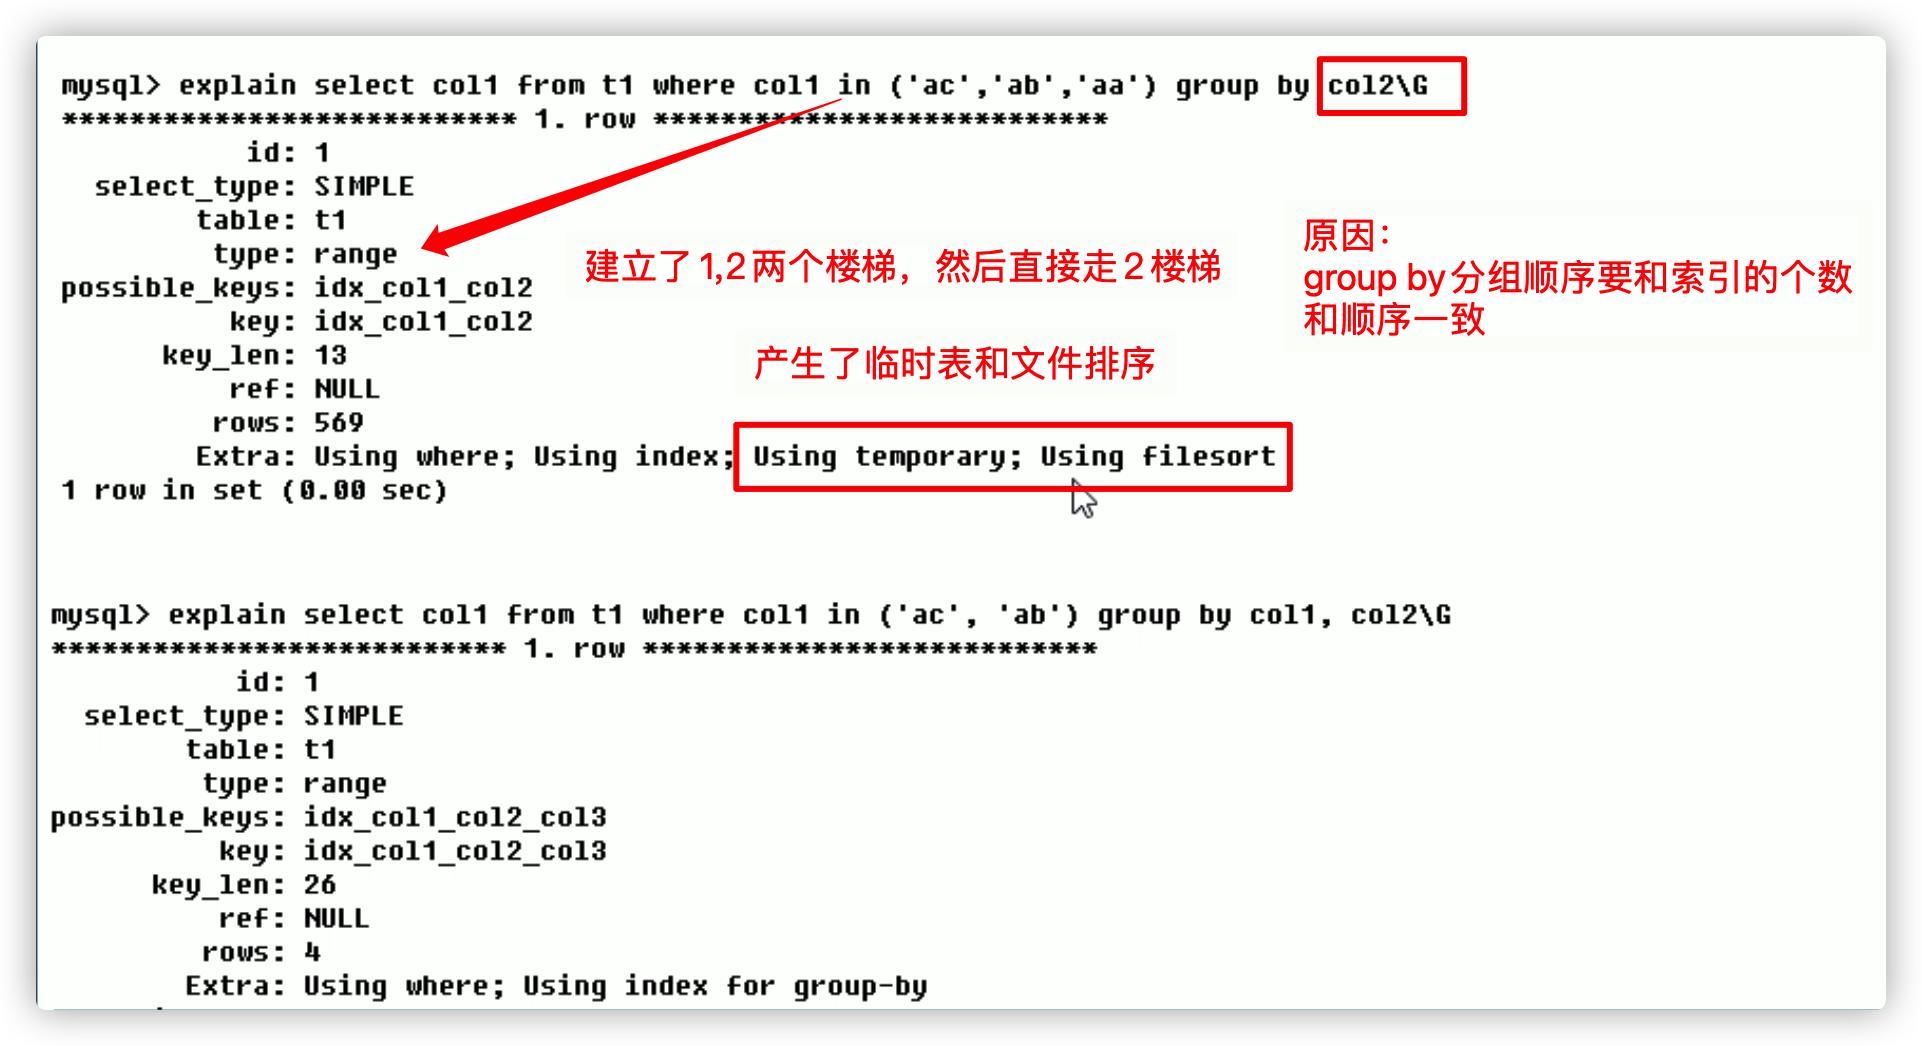 mysql> explain select col1 from t1 where col1 in ('ac','ab','aa') group by col2\G
*************************** 1. row ***************************
id: 1
select_type: SIMPLE
table: t1
type: range
possible_keys: idx_col1_col2
key: idx_col1_col2
key_len: 13
ref: NULL
rows: 569
Extra: Using where; Using index; Using temporary; Using filesort
1 row in set (0.00 sec)
建立了1,2两个楼梯，然后直接走2楼梯
产生了临时表和文件排序
原因：
group by分组顺序要和索引的个数
和顺序一致
mysql> explain select col1 from t1 where col1 in ('ac', 'ab') group by col1, col2\G
*************************** 1. row ***************************
id: 1
select_type: SIMPLE
table: t1
type: range
possible_keys: idx_col1_col2_col3
key: idx_col1_col2_col3
key_len: 26
ref: NULL
rows: 4
Extra: Using where; Using index for group-by